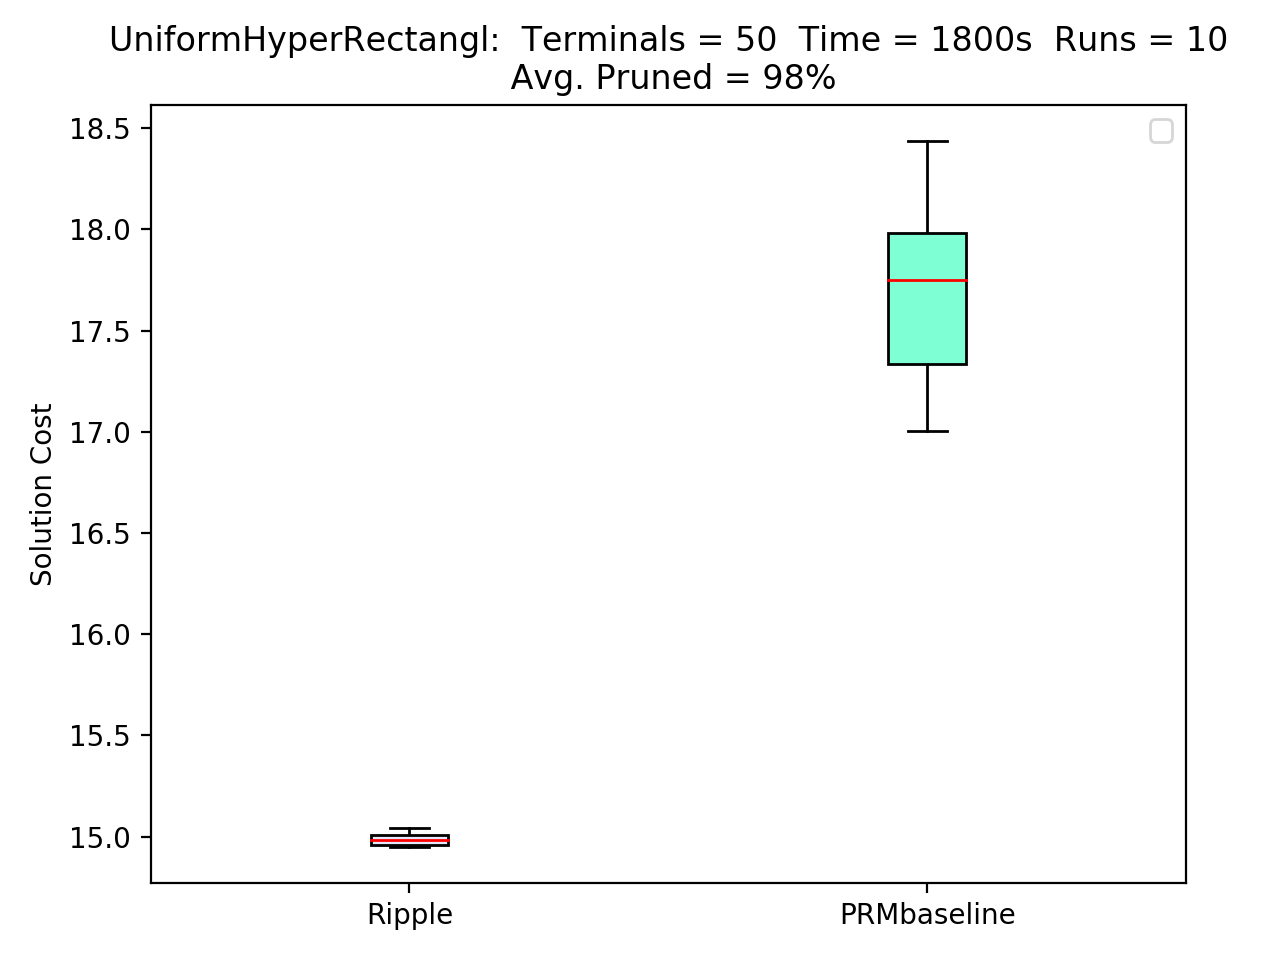 UniformHyperRectangl: Terminals = 50 Time = 1800s Runs = 10
Avg. Pruned = 98%
18.5
18.0
17.5
17.0
16.5
16.0
15.5
15.0
Solution Cost
Ripple
PRMbaseline